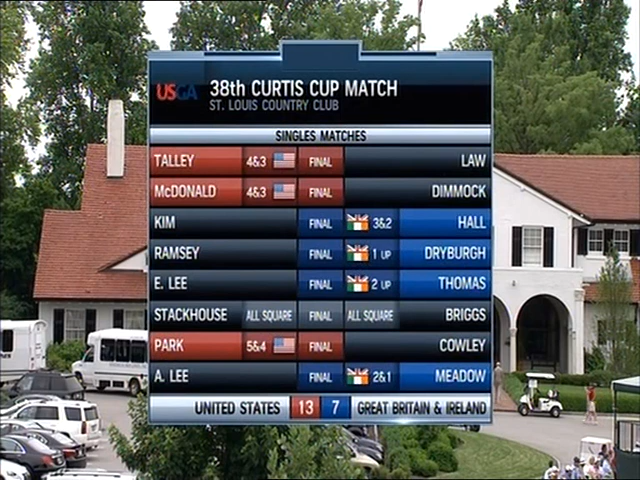 USGA
38th CURTIS CUP MATCH
ST. LOUIS COUNTRY CLUB
SINGLES MATCHES
TALLEY 4&3 FINAL LAW
McDONALD 4&3 FINAL DIMMOCK
KIM FINAL 3&2 HALL
RAMSEY FINAL 1 UP DRYBURGH
E. LEE FINAL 2 UP THOMAS
STACKHOUSE ALL SQUARE FINAL ALL SQUARE BRIGGS
PARK 5&4 FINAL COWLEY
A. LEE FINAL 2&1 MEADOW
UNITED STATES 13 7 GREAT BRITAIN & IRELAND